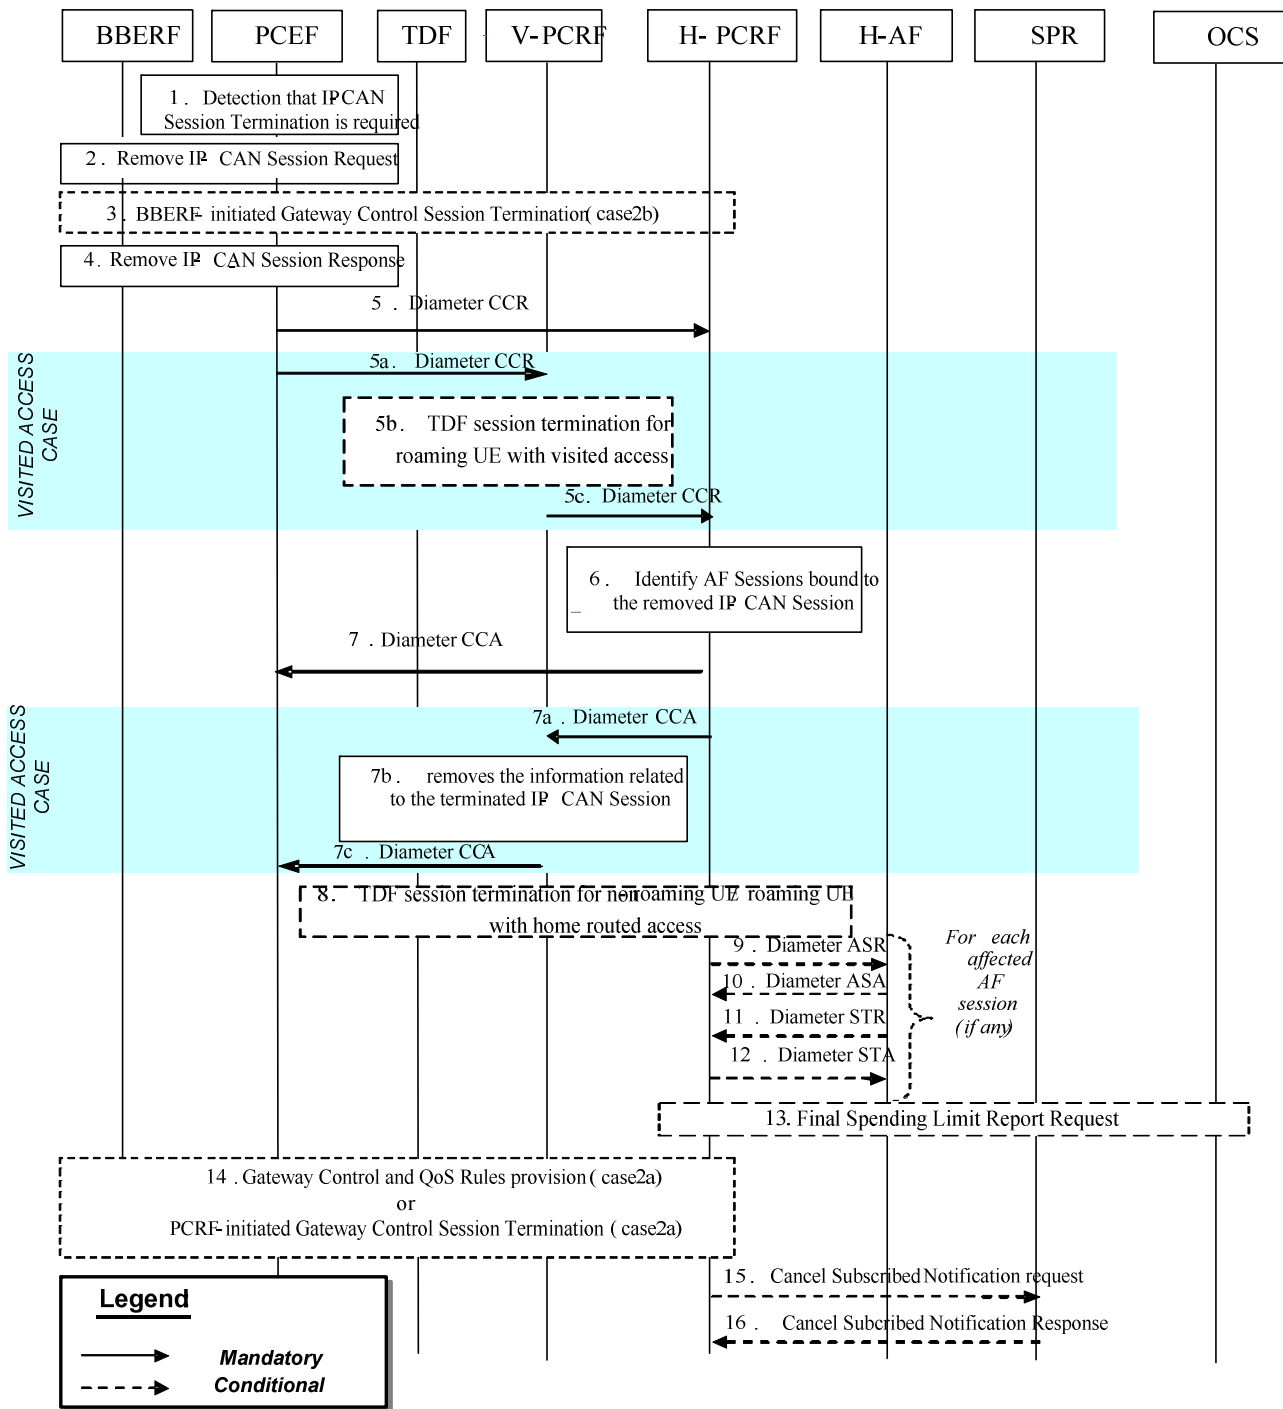 BBERF PCEF TDF V-PCRF H- PCRF H-AF SPR OCS
1 . Detection that IP-CAN
Session Termination is required
2 . Remove IP- CAN Session Request
3 . BBERF- initiated Gateway Control Session Termination( case2b)
4 . Remove IP- CAN Session Response
5 . Diameter CCR
VISITED ACCESS
CASE
5a. Diameter CCR
5b. TDF session termination for
roaming UE with visited access
5c. Diameter CCR
6 . Identify AF Sessions bound to
the removed IP- CAN Session
7 . Diameter CCA
VISITED ACCESS
CASE
7a . Diameter CCA
7b . removes the information related
to the terminated IP- CAN Session
7c . Diameter CCA
8. TDF session termination for non-roaming UE/ roaming UE
with home routed access
9 . Diameter ASR
10 . Diameter ASA
11 . Diameter STR
12 . Diameter STA
For each
affected
AF
session
(if any)
13. Final Spending Limit Report Request
14 . Gateway Control and QoS Rules provision ( case2a)
or
PCRF-initiated Gateway Control Session Termination ( case2a)
15. Cancel Subscribed Notification request
16 . Cancel Subcribed Notification Response
Legend
Mandatory
Conditional